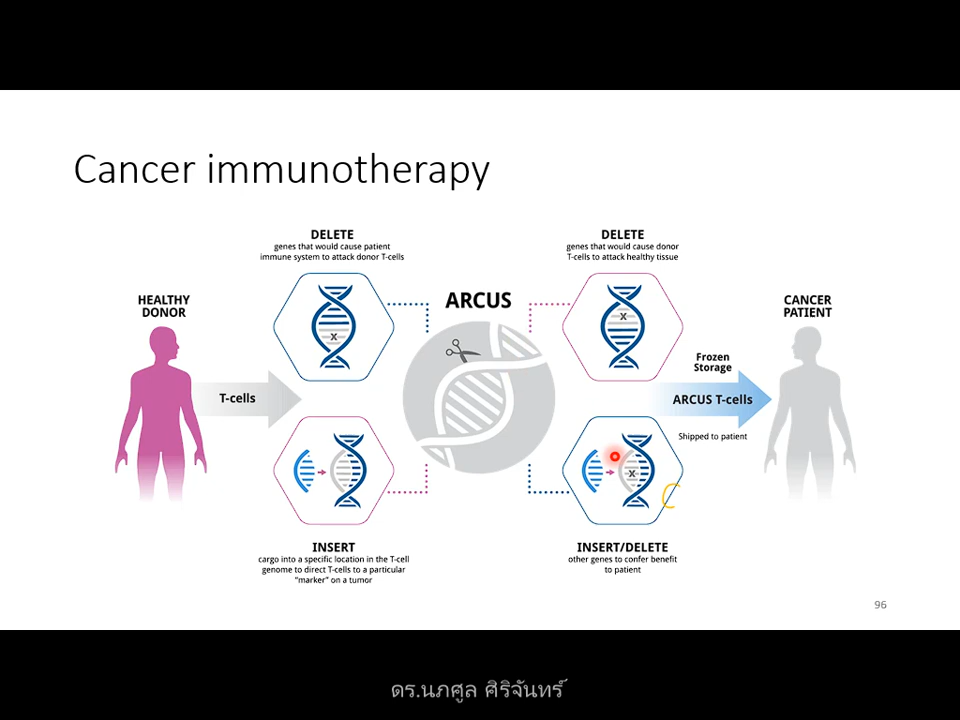 Cancer immunotherapy
DELETE
genes that would cause patient
immune system to attack donor T-cells
DELETE
genes that would cause donor
T-cells to attack healthy tissue
HEALTHY
DONOR
ARCUS
CANCER
PATIENT
x
x
Frozen
Storage
T-cells
ARCUS T-cells
Shipped to patient
x
INSERT
cargo into a specific location in the T-cell
genome to direct T-cells to a particular
"marker" on a tumor
INSERT/DELETE
other genes to confer benefit
to patient
96
ดร.นภศูล ศิริจันทร์